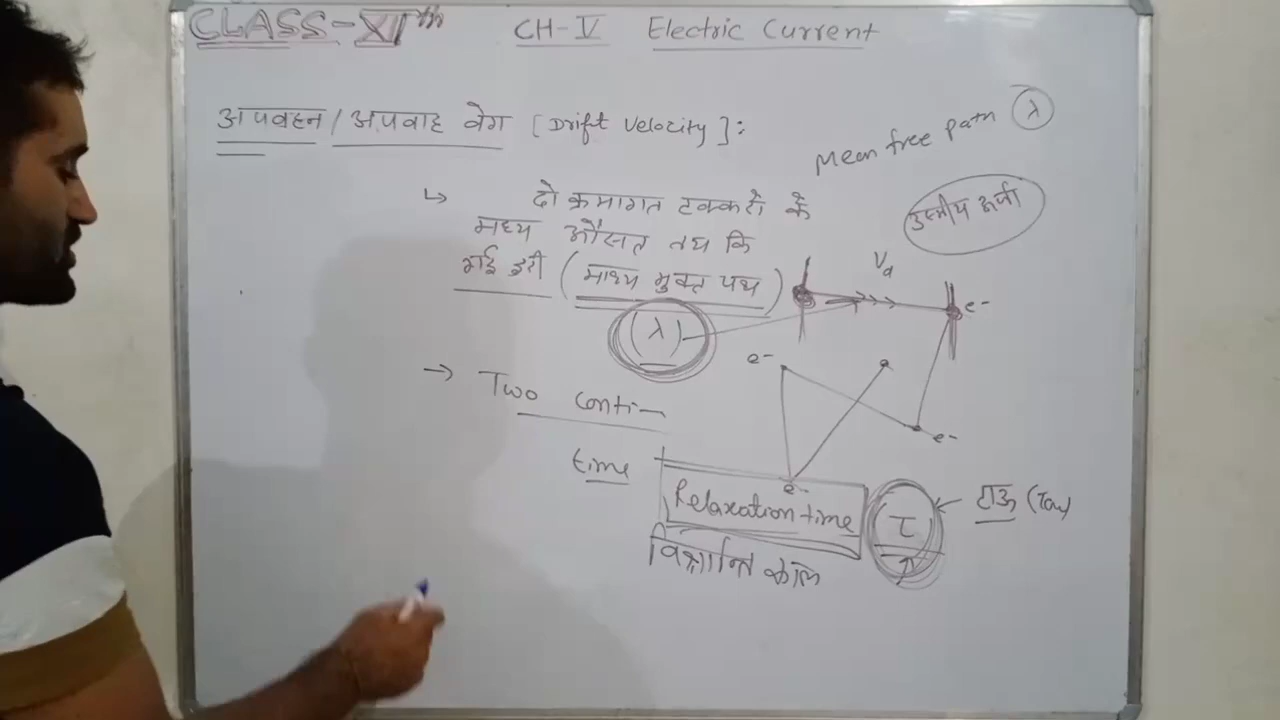 CLASS-XIth CH-V Electric Current
अपवहन / अपवाह वेग [Drift Velocity]:
Mean free path λ
↳ दो क्रमागत टक्करों के
मध्य औसत तय कि
गई दूरी (माध्य मुक्त पथ)
(λ)
उष्मीय ऊर्जा
Vd
e-
e-
e-
e-
→ Two conti-
time
Relaxation time
τ
टाऊ (Tau)
विश्रान्ति काल